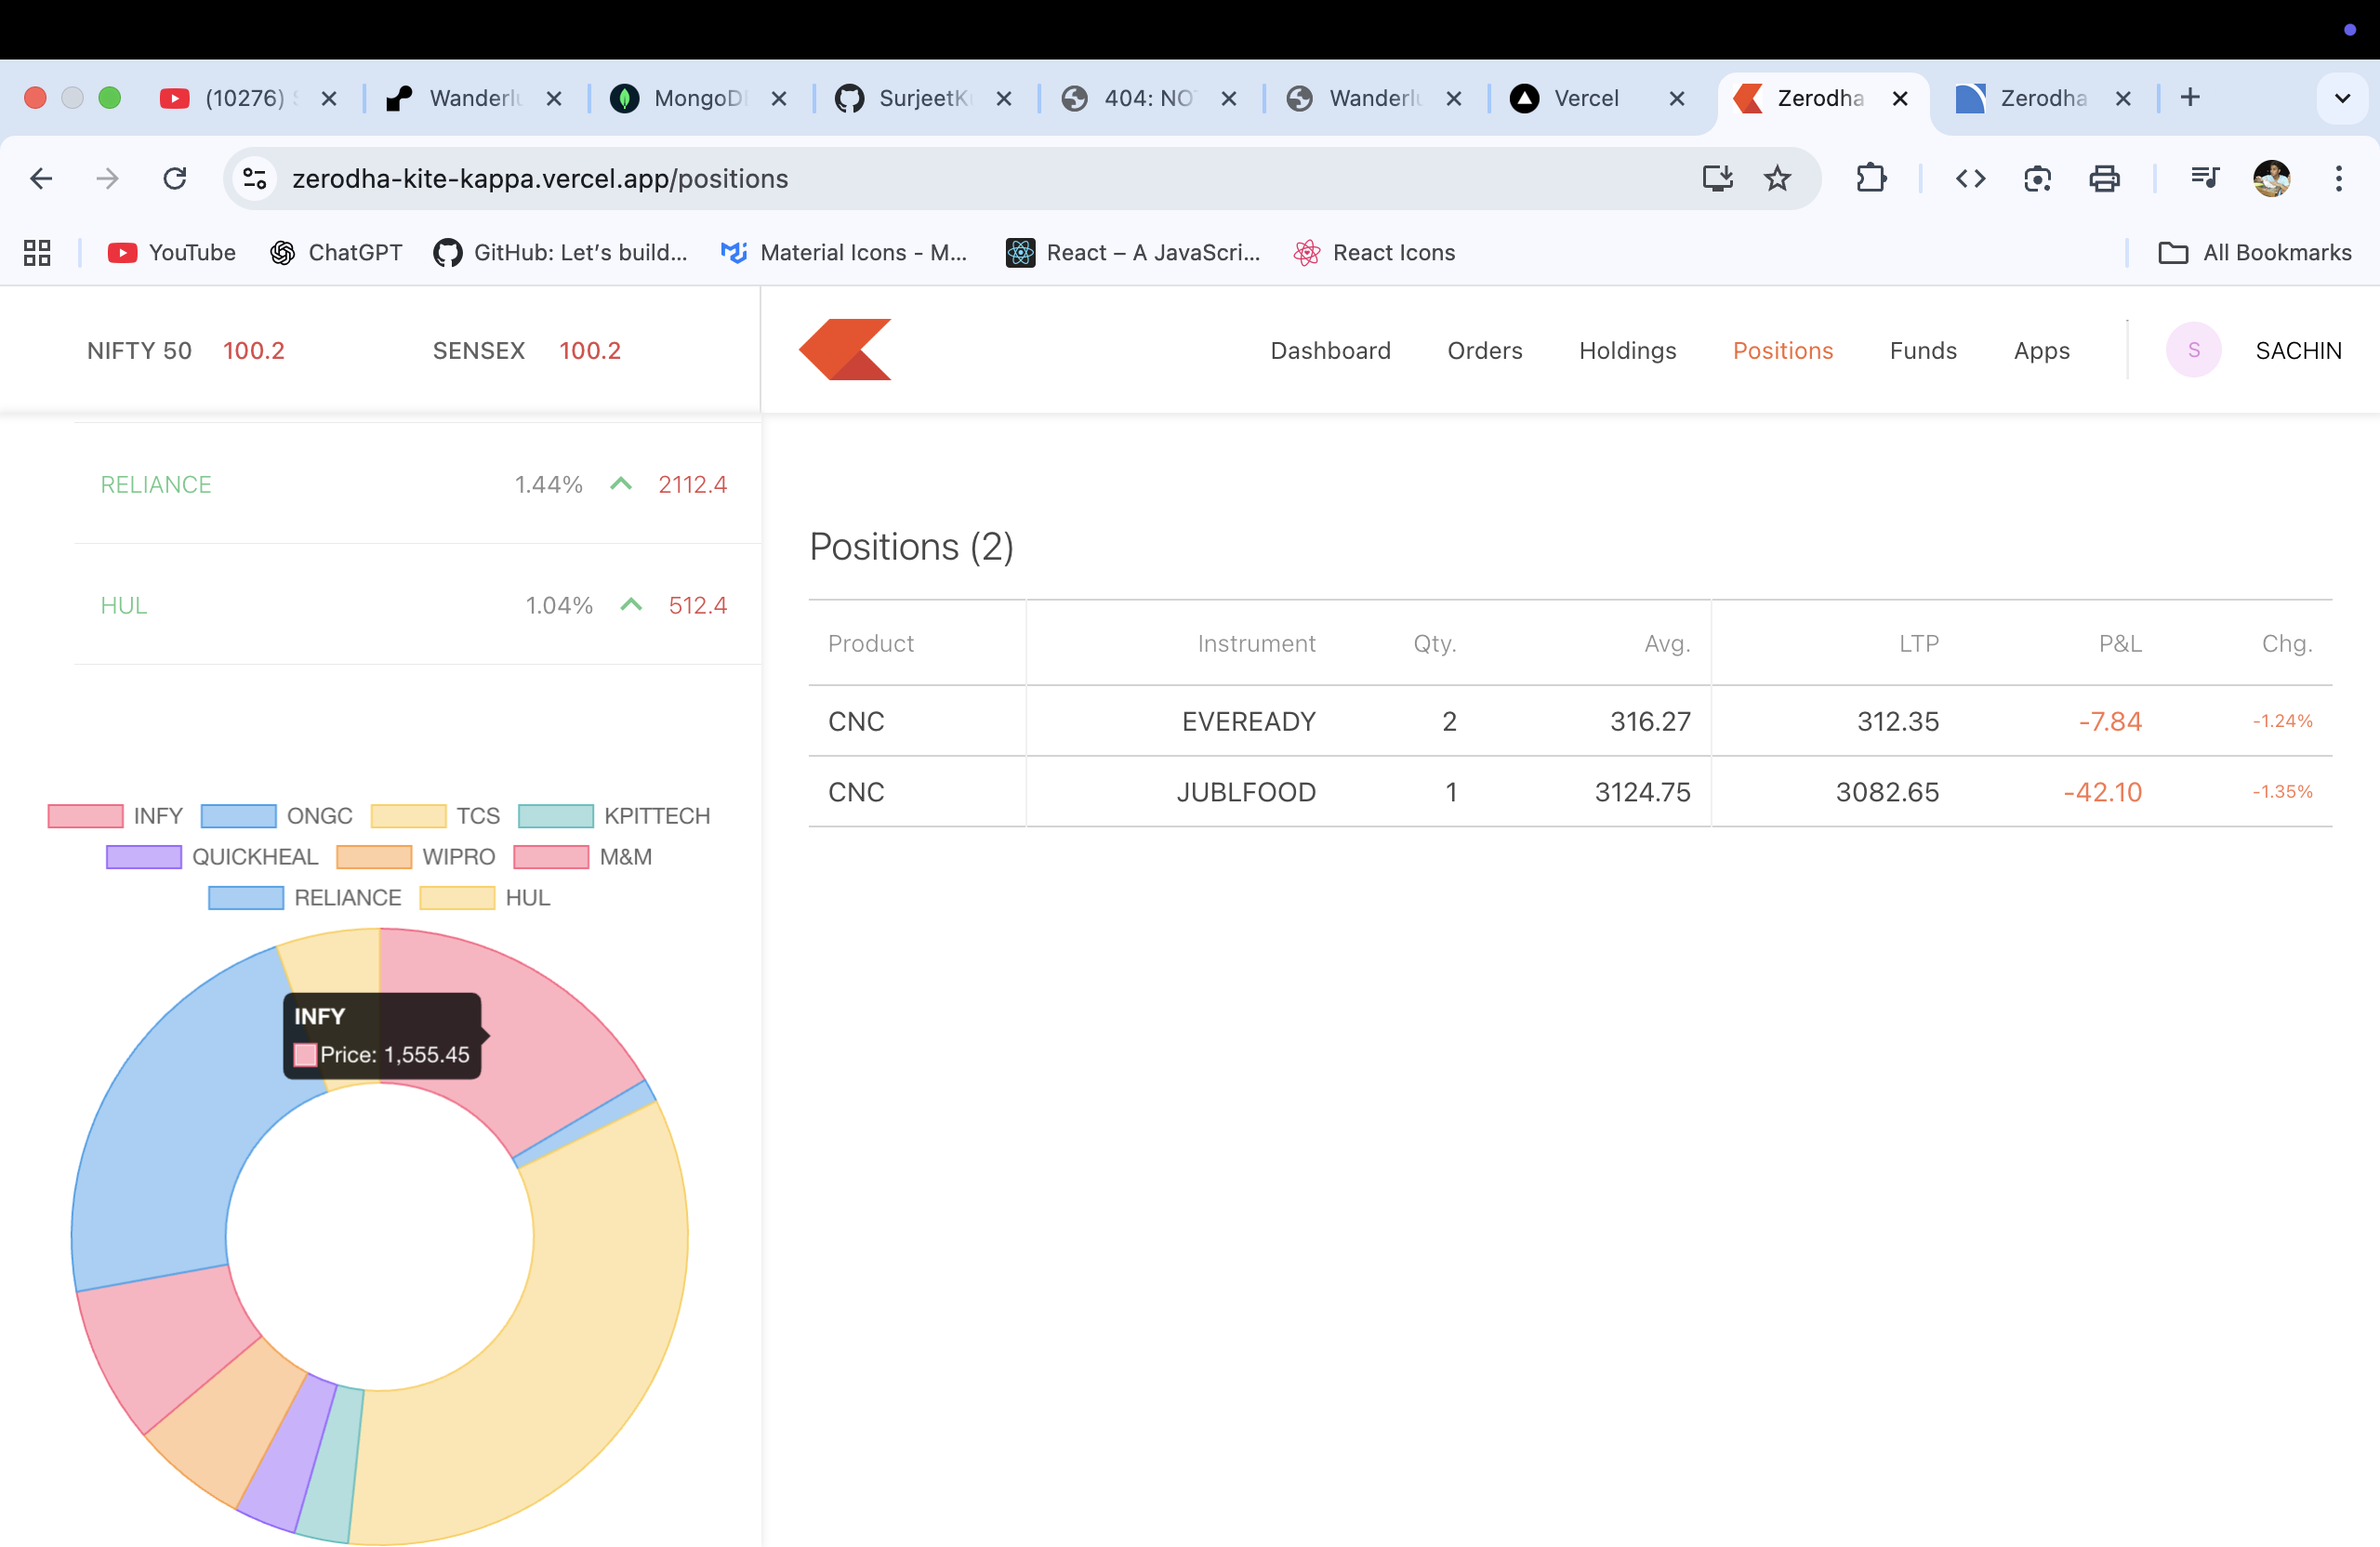 (10276)
Wanderlu
MongoD
SurjeetK
404: NO
Wanderlu
Vercel
Zerodha
Zerodha
zerodha-kite-kappa.vercel.app/positions
YouTube
ChatGPT
GitHub: Let’s build...
Material Icons - M...
React – A JavaScri...
React Icons
All Bookmarks
NIFTY 50 100.2 SENSEX 100.2
Dashboard Orders Holdings Positions Funds Apps S SACHIN
RELIANCE 1.44% 2112.4
HUL 1.04% 512.4
INFY ONGC TCS KPITTECH
QUICKHEAL WIPRO M&M
RELIANCE HUL
INFY
Price: 1,555.45
Positions (2)
Product Instrument Qty. Avg. LTP P&L Chg.
CNC EVEREADY 2 316.27 312.35 -7.84 -1.24%
CNC JUBLFOOD 1 3124.75 3082.65 -42.10 -1.35%